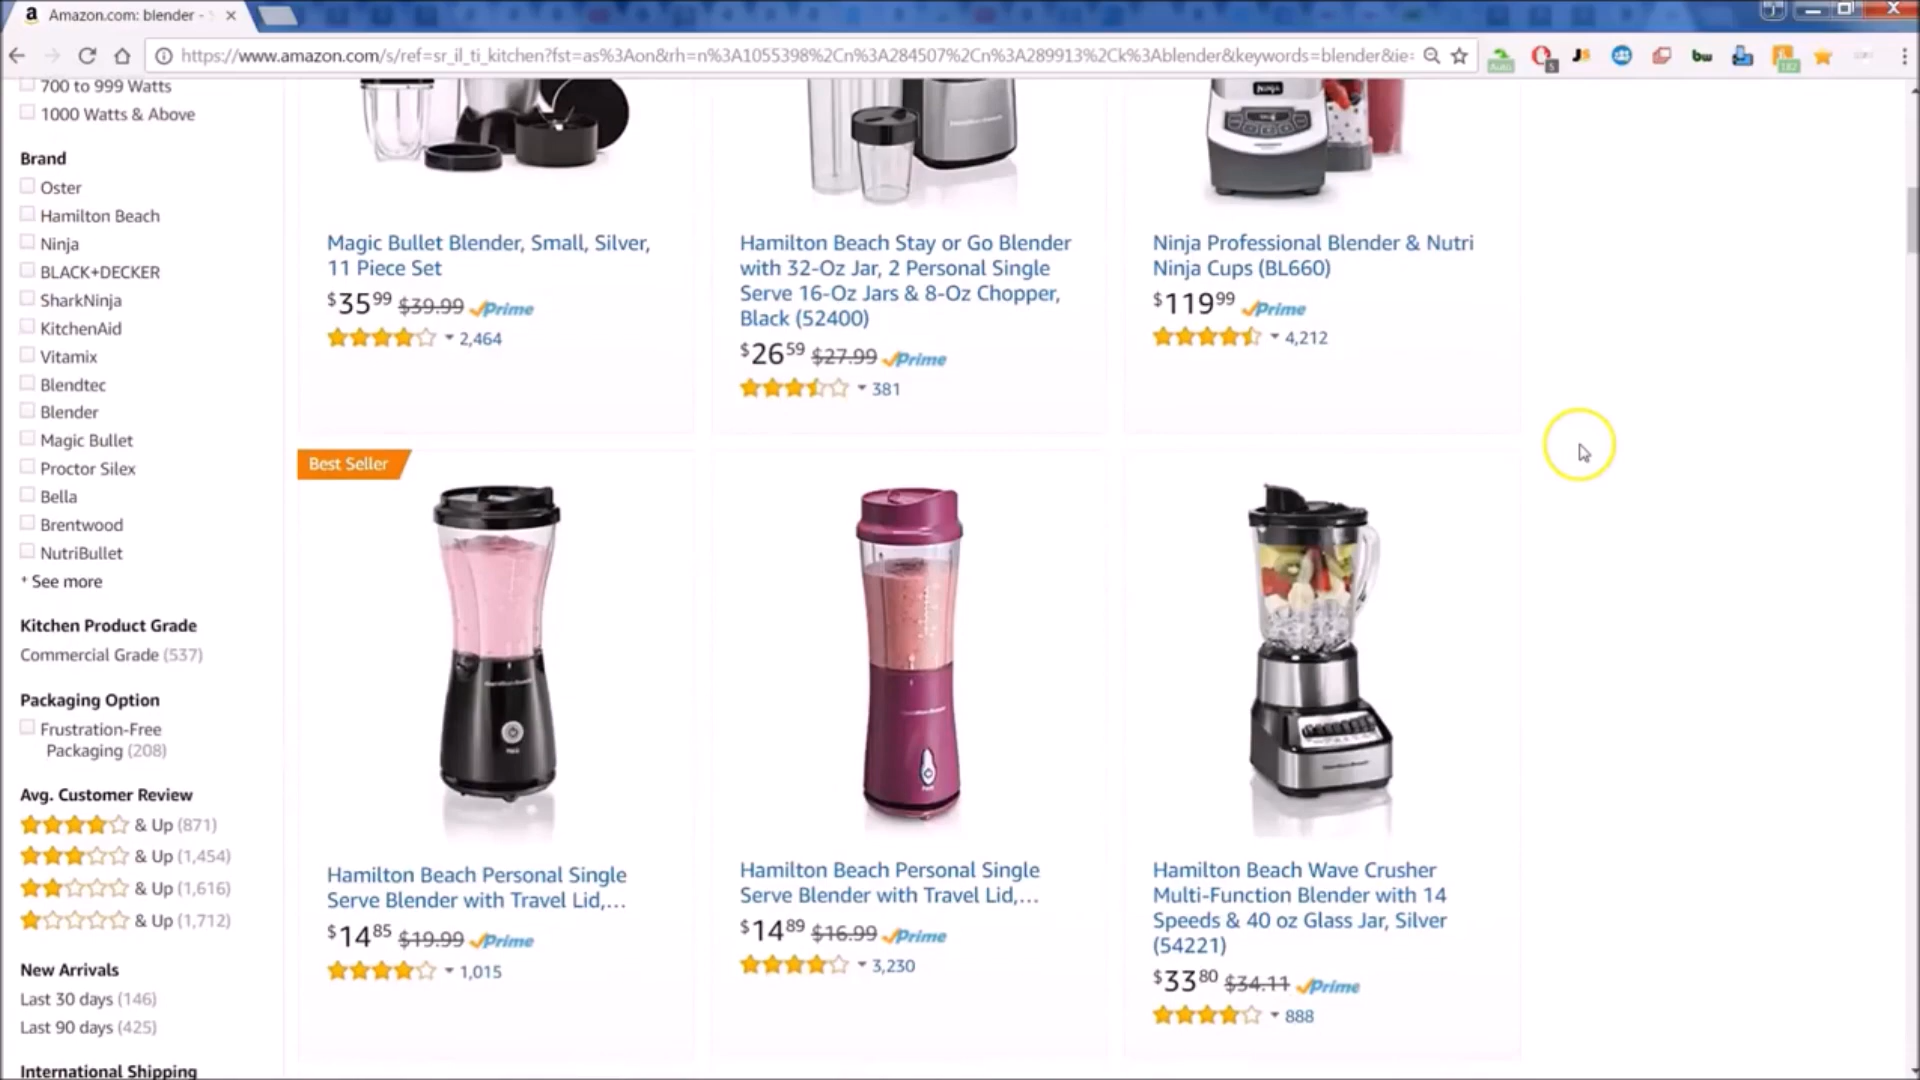 Amazon.com: blender -
https://www.amazon.com/s/ref=sr_il_ti_kitchen?fst=as%3Aon&rh=n%3A1055398%2Cn%3A284507%2Cn%3A289913%2Ck%3Ablender&keywords=blender&ie=
700 to 999 Watts
1000 Watts & Above
Brand
Oster
Hamilton Beach
Ninja
BLACK+DECKER
SharkNinja
KitchenAid
Vitamix
Blendtec
Blender
Magic Bullet
Proctor Silex
Bella
Brentwood
NutriBullet
+ See more
Kitchen Product Grade
Commercial Grade (537)
Packaging Option
Frustration-Free
Packaging (208)
Avg. Customer Review
& Up (871)
& Up (1,454)
& Up (1,616)
& Up (1,712)
New Arrivals
Last 30 days (146)
Last 90 days (425)
International Shipping
Ninja
Magic Bullet Blender, Small, Silver,
11 Piece Set
$35.99 $39.99 Prime
2,464
Hamilton Beach Stay or Go Blender
with 32-Oz Jar, 2 Personal Single
Serve 16-Oz Jars & 8-Oz Chopper,
Black (52400)
$26.59 $27.99 Prime
381
Ninja Professional Blender & Nutri
Ninja Cups (BL660)
$119.99 Prime
4,212
Best Seller
Hamilton Beach Personal Single
Serve Blender with Travel Lid,...
$14.85 $19.99 Prime
1,015
Hamilton Beach Personal Single
Serve Blender with Travel Lid,...
$14.89 $16.99 Prime
3,230
Hamilton Beach Wave Crusher
Multi-Function Blender with 14
Speeds & 40 oz Glass Jar, Silver
(54221)
$33.80 $34.11 Prime
888